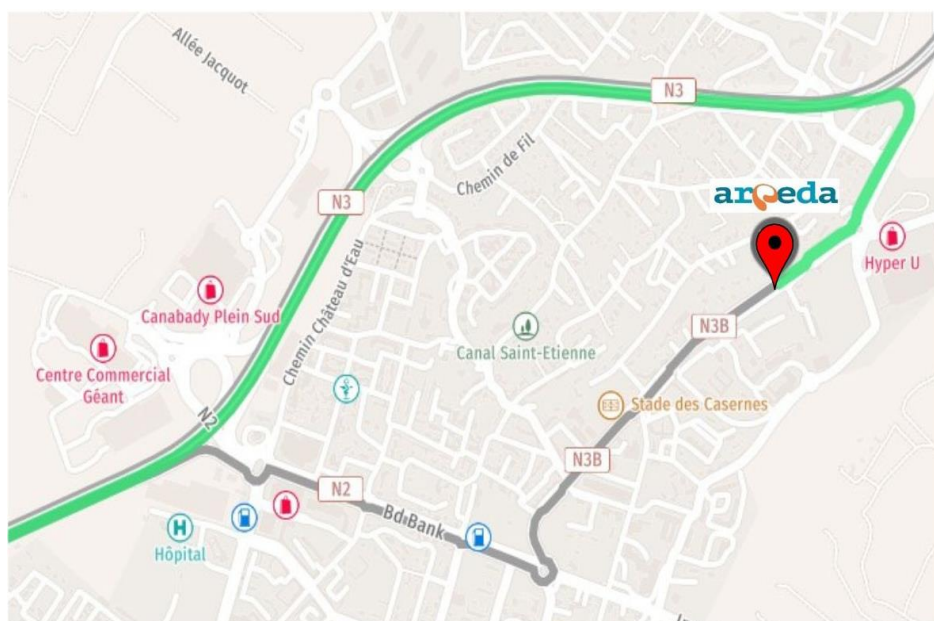 Allée Jacquot
N3
Chemin de Fil
arpeda
N3
Chemin Château d'Eau
Hyper U
Canabady Plein Sud
N3B
Canal Saint-Etienne
Centre Commercial
Géant
Stade des Casernes
N2
N3B
N2
Bd Bank
H
Hôpital